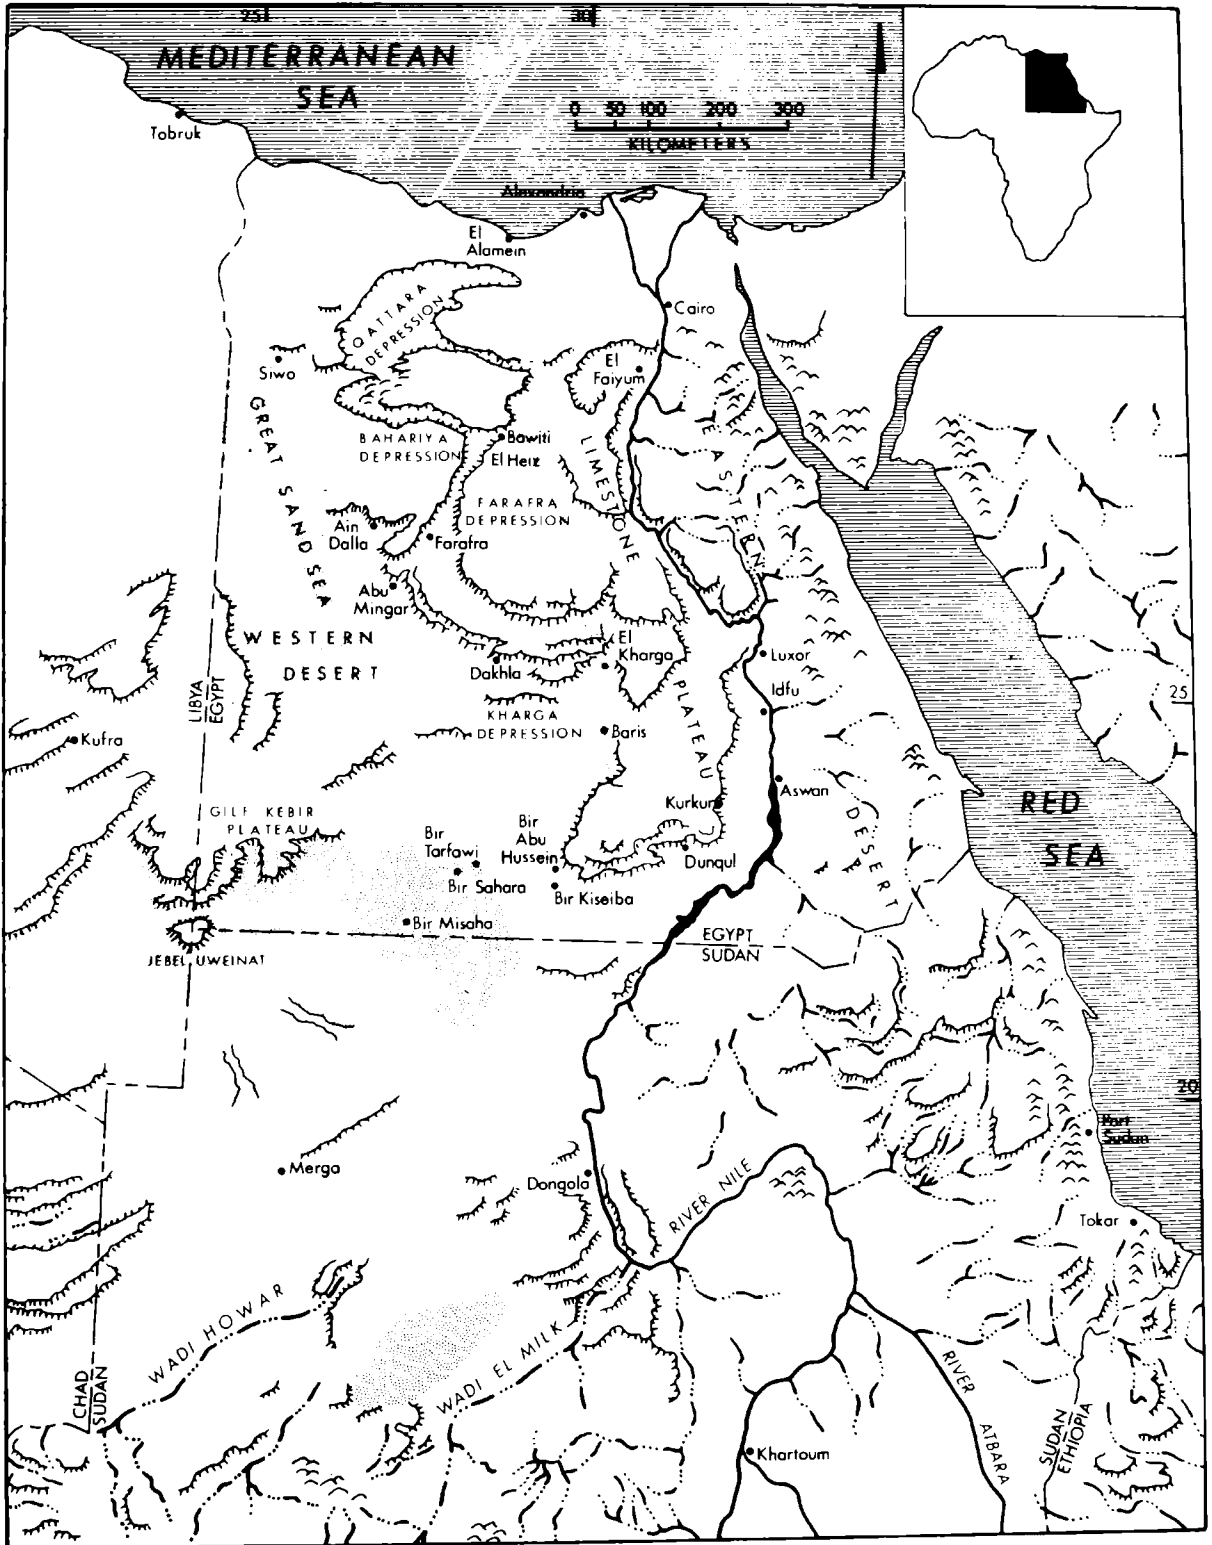 25
30
MEDITERRANEAN
SEA
0 50 100 200 300
KILOMETERS
Tobruk
Alexandria
El
Alamein
QATTARA
DEPRESSION
Cairo
Siwo
El
Faiyum
GREAT SAND SEA
BAHARIYA
DEPRESSION
Bawiti
El Heiz
LIMESTONE
PLATEAU
EASTERN
DESERT
FARAFRA
DEPRESSION
Ain
Dalla
Farafra
Abu
Mingar
WESTERN
DESERT
El
Kharga
Dakhla
Luxor
Idfu
25
LIBYA
EGYPT
KHARGA
DEPRESSION
Baris
Kufra
Kurkur
Aswan
RED
SEA
GILF KEBIR
PLATEAU
Bir
Tarfawi
Bir
Abu
Hussein
Dunqul
Bir Sahara
Bir Kiseiba
Bir Misaha
EGYPT
SUDAN
JEBEL UWEINAT
20
Port
Sudan
Merga
Dongola
RIVER NILE
Tokar
WADI HOWAR
WADI EL MILK
RIVER ATBARA
CHAD
SUDAN
SUDAN
ETHIOPIA
Khartoum